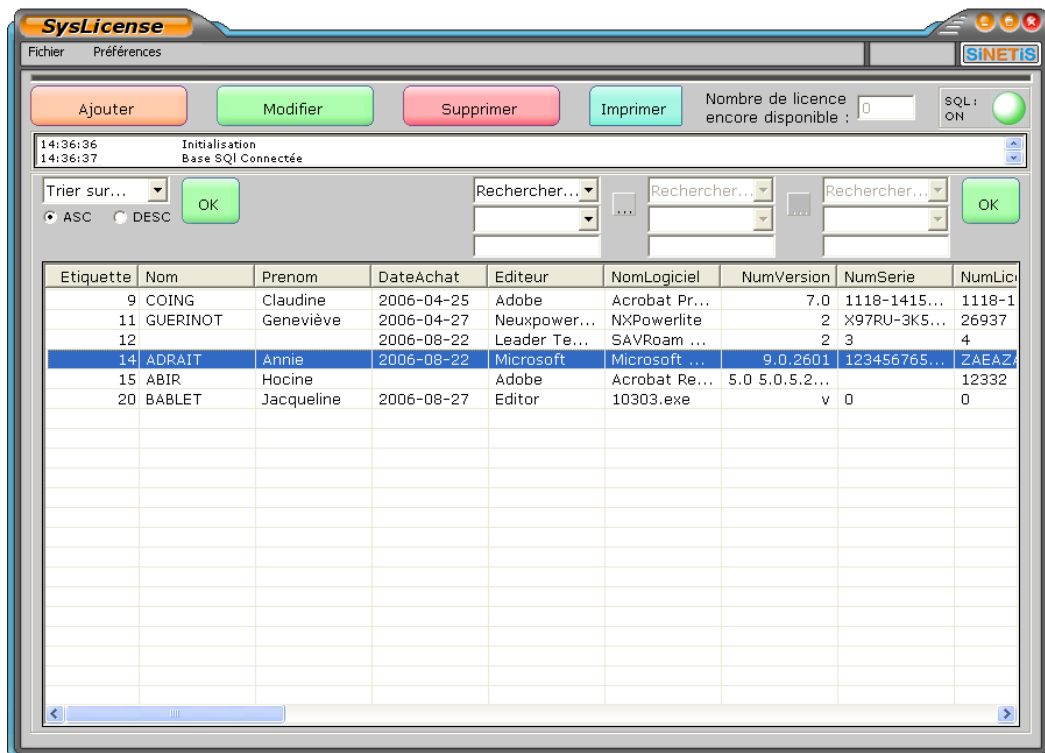 SysLicense
Fichier Préférences
SiNETiS
Ajouter Modifier Supprimer Imprimer Nombre de licence encore disponible : 0 SQL: ON
14:36:36 Initialisation
14:36:37 Base SQl Connectée
Trier sur... OK Rechercher... ... Rechercher... ... Rechercher... OK
ASC DESC
Etiquette Nom Prenom DateAchat Editeur NomLogiciel NumVersion NumSerie NumLic
9 COING Claudine 2006-04-25 Adobe Acrobat Pr... 7.0 1118-1415... 1118-1
11 GUERINOT Geneviève 2006-04-27 Neuxpower... NXPowerlite 2 X97RU-3K5... 26937
12 2006-08-22 Leader Te... SAVRoam ... 2 3 4
14 ADRAIT Annie 2006-08-22 Microsoft Microsoft ... 9.0.2601 123456765... ZAEAZA
15 ABIR Hocine Adobe Acrobat Re... 5.0 5.0.5.2... 12332
20 BABLET Jacqueline 2006-08-27 Editor 10303.exe v 0 0